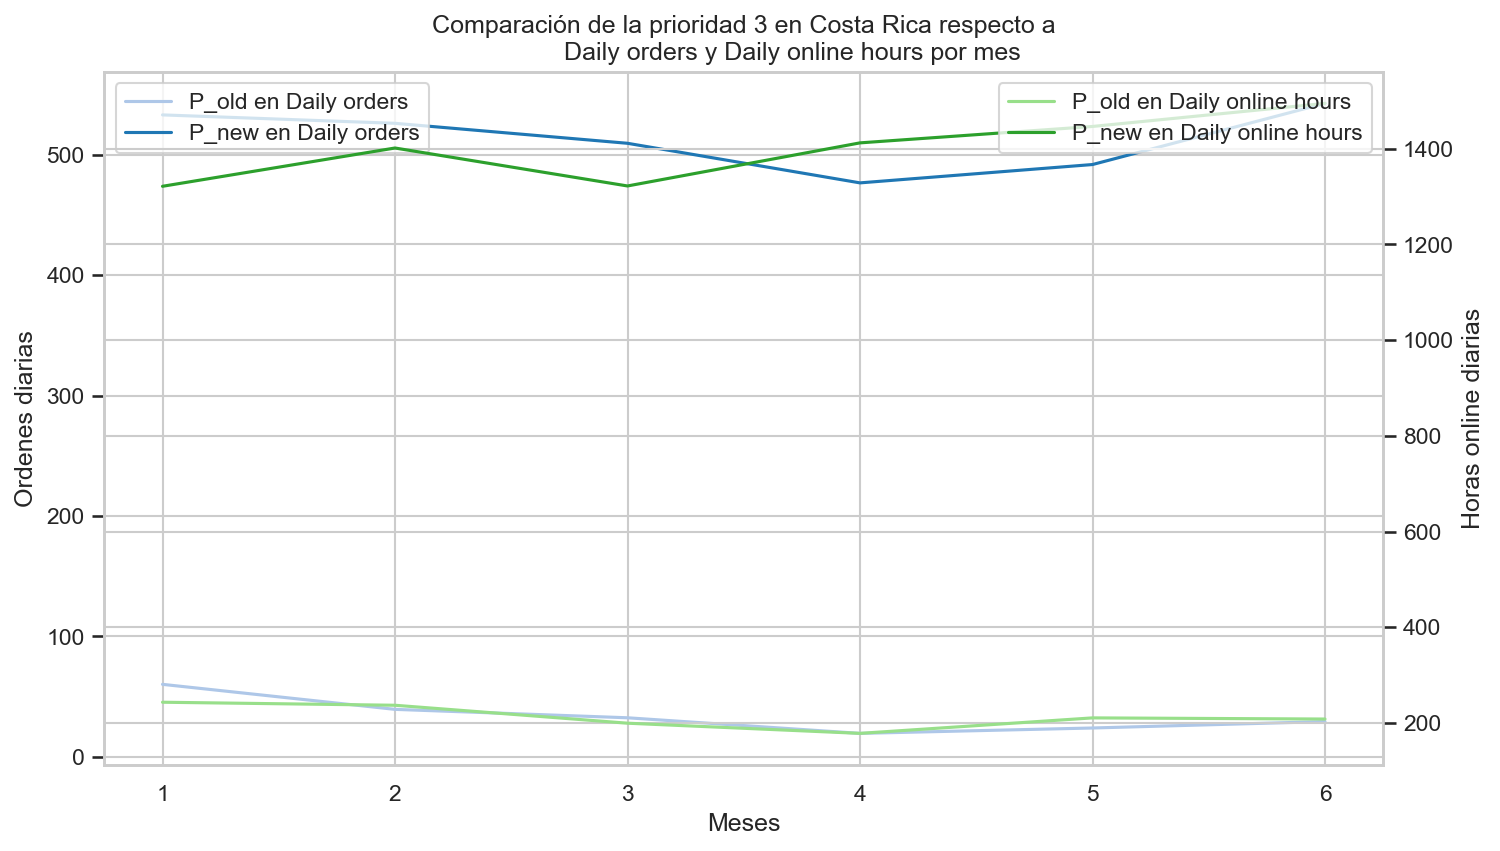 Comparación de la prioridad 3 en Costa Rica respecto a
Daily orders y Daily online hours por mes
P_old en Daily orders
P_new en Daily orders
P_old en Daily online hours
P_new en Daily online hours
Ordenes diarias
500
400
300
200
100
0
Horas online diarias
1400
1200
1000
800
600
400
200
1 2 3 4 5 6
Meses